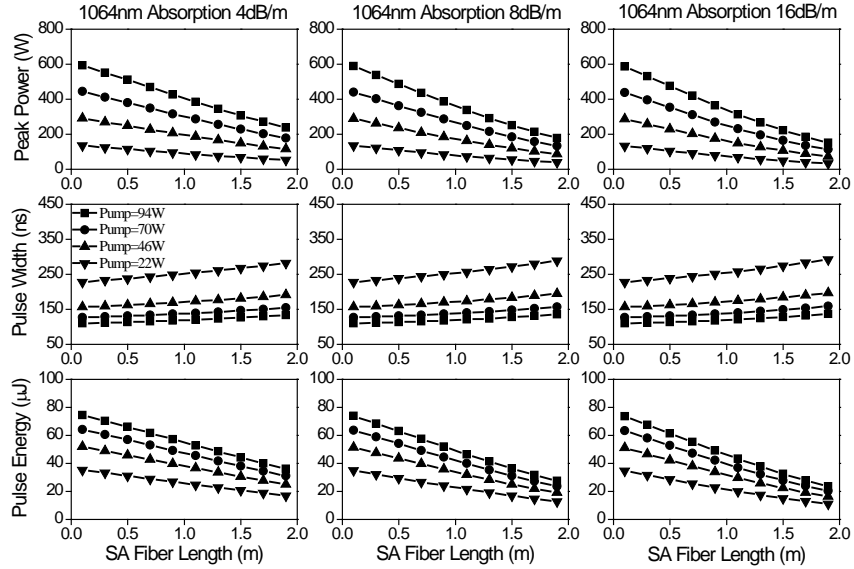 1064nm Absorption 4dB/m 1064nm Absorption 8dB/m 1064nm Absorption 16dB/m
Peak Power (W)
800 800 800
600 600 600
400 400 400
200 200 200
0 0 0
0.0 0.5 1.0 1.5 2.0 0.0 0.5 1.0 1.5 2.0 0.0 0.5 1.0 1.5 2.0
Pulse Width (ns)
450 450 450
Pump=94W
Pump=70W
350 350 350
Pump=46W
Pump=22W
250 250 250
150 150 150
50 50 50
0.0 0.5 1.0 1.5 2.0 0.0 0.5 1.0 1.5 2.0 0.0 0.5 1.0 1.5 2.0
Pulse Energy (μJ)
100 100 100
80 80 80
60 60 60
40 40 40
20 20 20
0 0 0
0.0 0.5 1.0 1.5 2.0 0.0 0.5 1.0 1.5 2.0 0.0 0.5 1.0 1.5 2.0
SA Fiber Length (m) SA Fiber Length (m) SA Fiber Length (m)